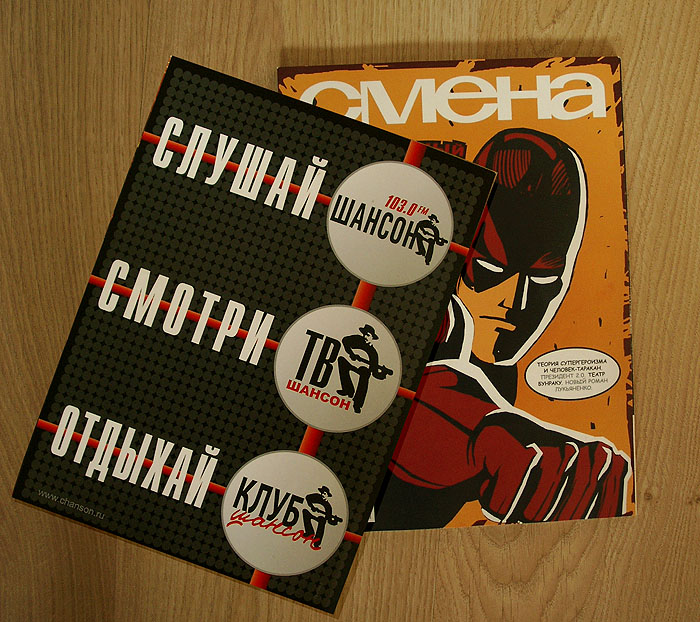 СЛУШАЙ
103.0 FM
ШАНСОН
СМОТРИ
ТВ
ШАНСОН
ОТДЫХАЙ
КЛУБ
шансон
www.chanson.ru
СМЕНА
ТЕОРИЯ СУПЕРГЕРОИЗМА
И ЧЕЛОВЕК-ТАРАКАН,
ПРЕЗИДЕНТ 2.0, ТЕАТР
БУНРАКУ, НОВЫЙ РОМАН
ЛУКЬЯНЕНКО.